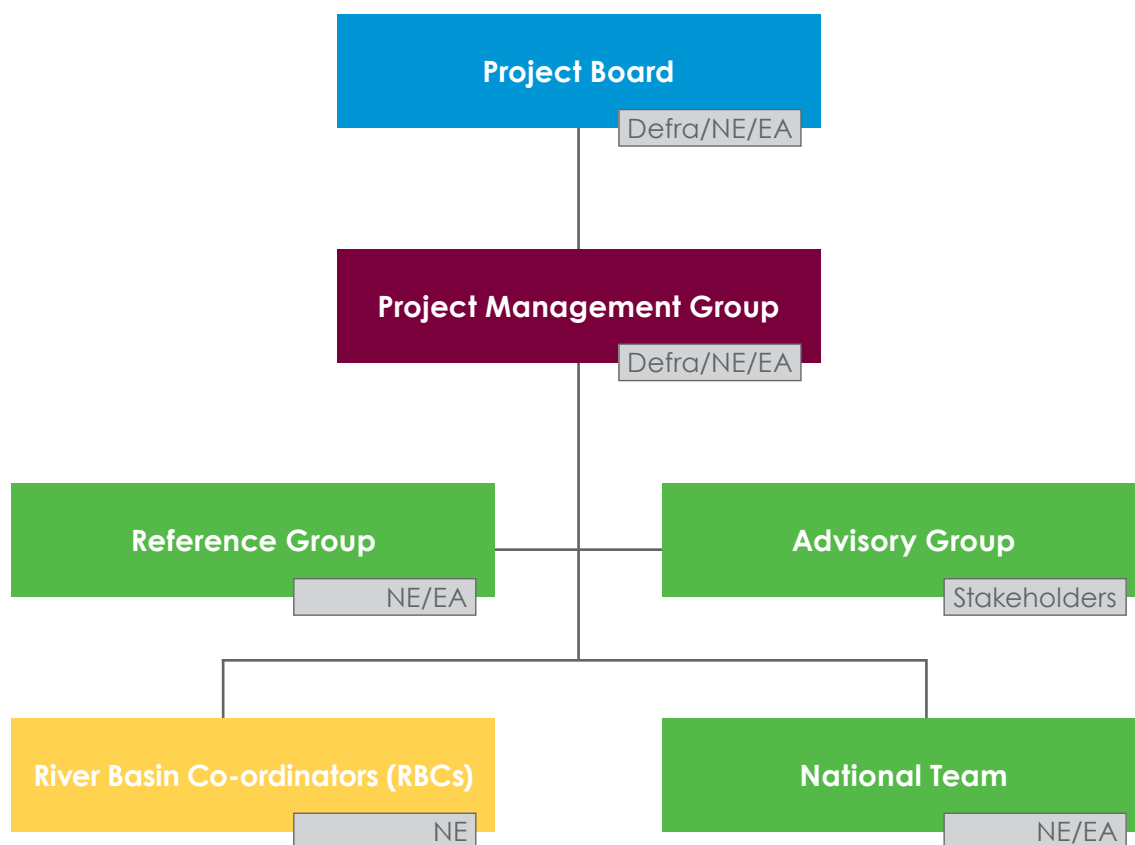 Project Board
Defra/NE/EA
Project Management Group
Defra/NE/EA
Reference Group
NE/EA
Advisory Group
Stakeholders
River Basin Co-ordinators (RBCs)
NE
National Team
NE/EA